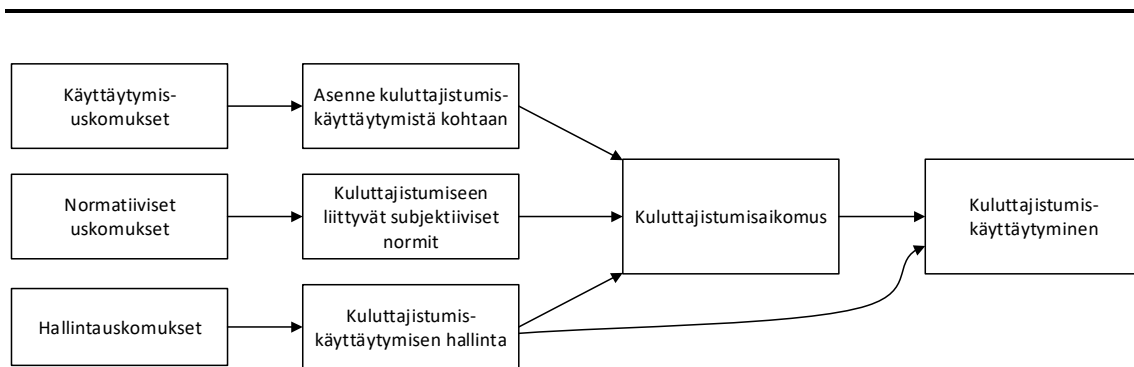 Käyttäytymis-
uskomukset
Asenne kuluttajistumis-
käyttäytymistä kohtaan
Normatiiviset
uskomukset
Kuluttajistumiseen
liittyvät subjektiiviset
normit
Kuluttajistumisaikomus
Kuluttajistumis-
käyttäytyminen
Hallintauskomukset
Kuluttajistumis-
käyttäytymisen hallinta